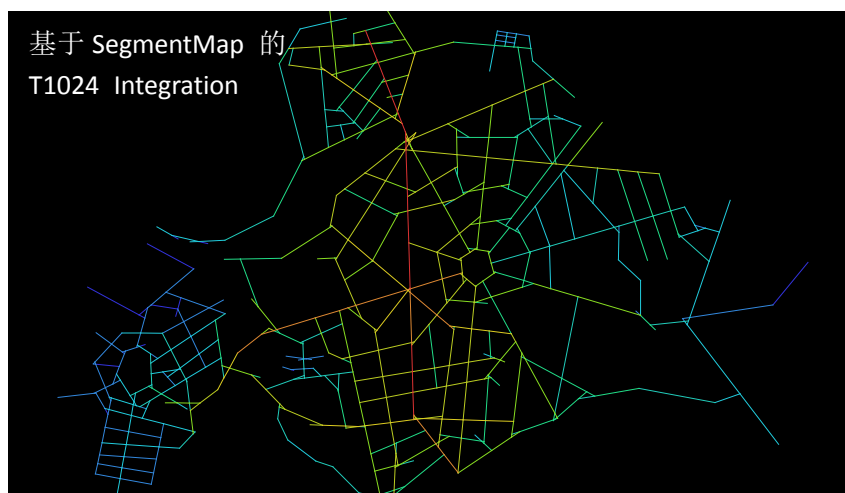 基于 SegmentMap 的
T1024 Integration